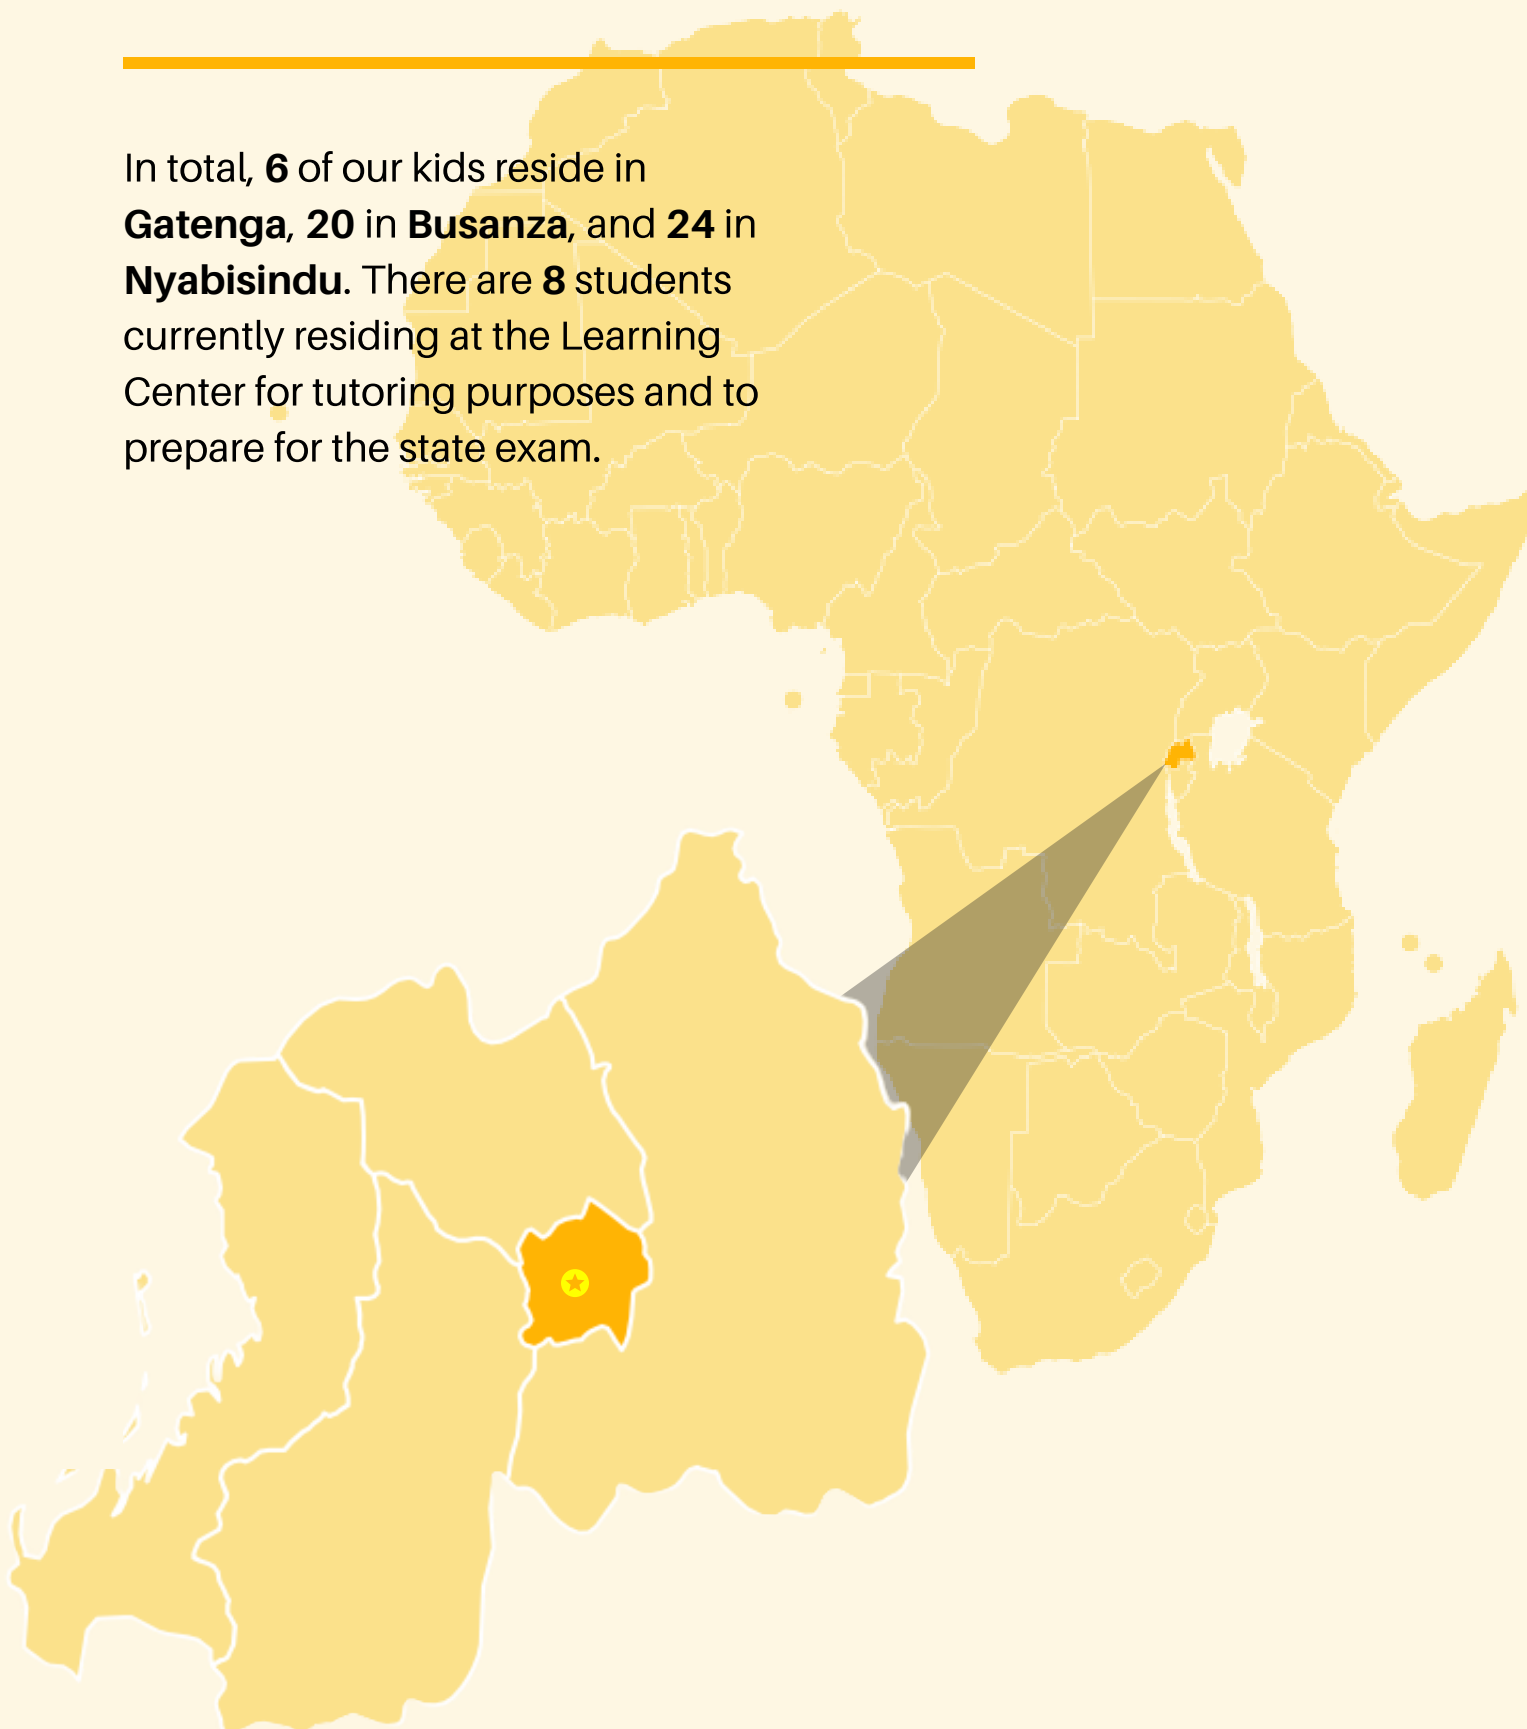 In total, 6 of our kids reside in
Gatenga, 20 in Busanza, and 24 in
Nyabisindu. There are 8 students
currently residing at the Learning
Center for tutoring purposes and to
prepare for the state exam.